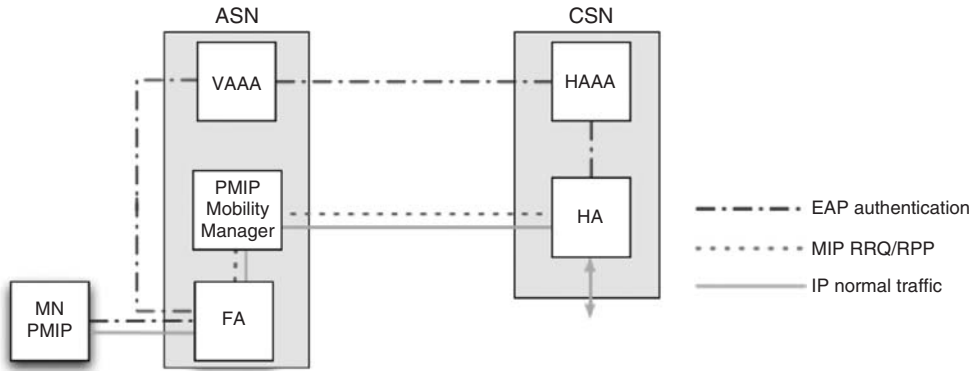 ASN
CSN
VAAA
HAAA
PMIP
Mobility
Manager
HA
EAP authentication
MIP RRQ/RPP
IP normal traffic
MN
PMIP
FA